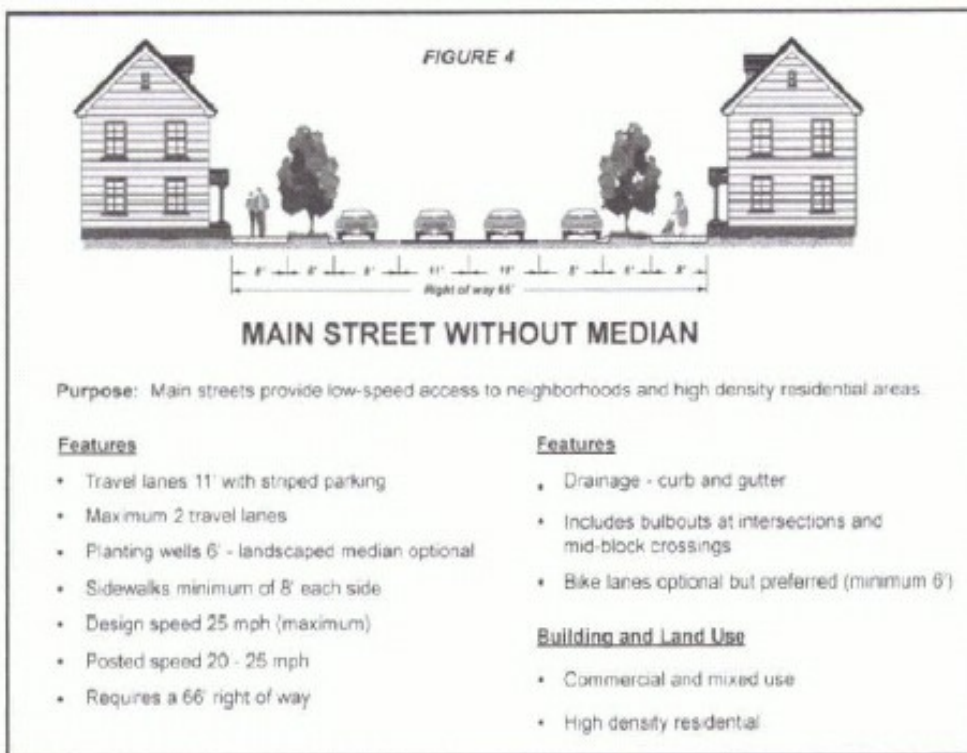 FIGURE 4
11'
Right of way 66'
MAIN STREET WITHOUT MEDIAN
Purpose: Main streets provide low-speed access to neighborhoods and high density residential areas.
Features
• Travel lanes 11' with striped parking
• Maximum 2 travel lanes
• Planting wells 6' - landscaped median optional
• Sidewalks minimum of 8' each side
• Design speed 25 mph (maximum)
• Posted speed 20 - 25 mph
• Requires a 66' right of way
Features
• Drainage - curb and gutter
• Includes bulbouts at intersections and
mid-block crossings
• Bike lanes optional but preferred (minimum 6')
Building and Land Use
• Commercial and mixed use
• High density residential